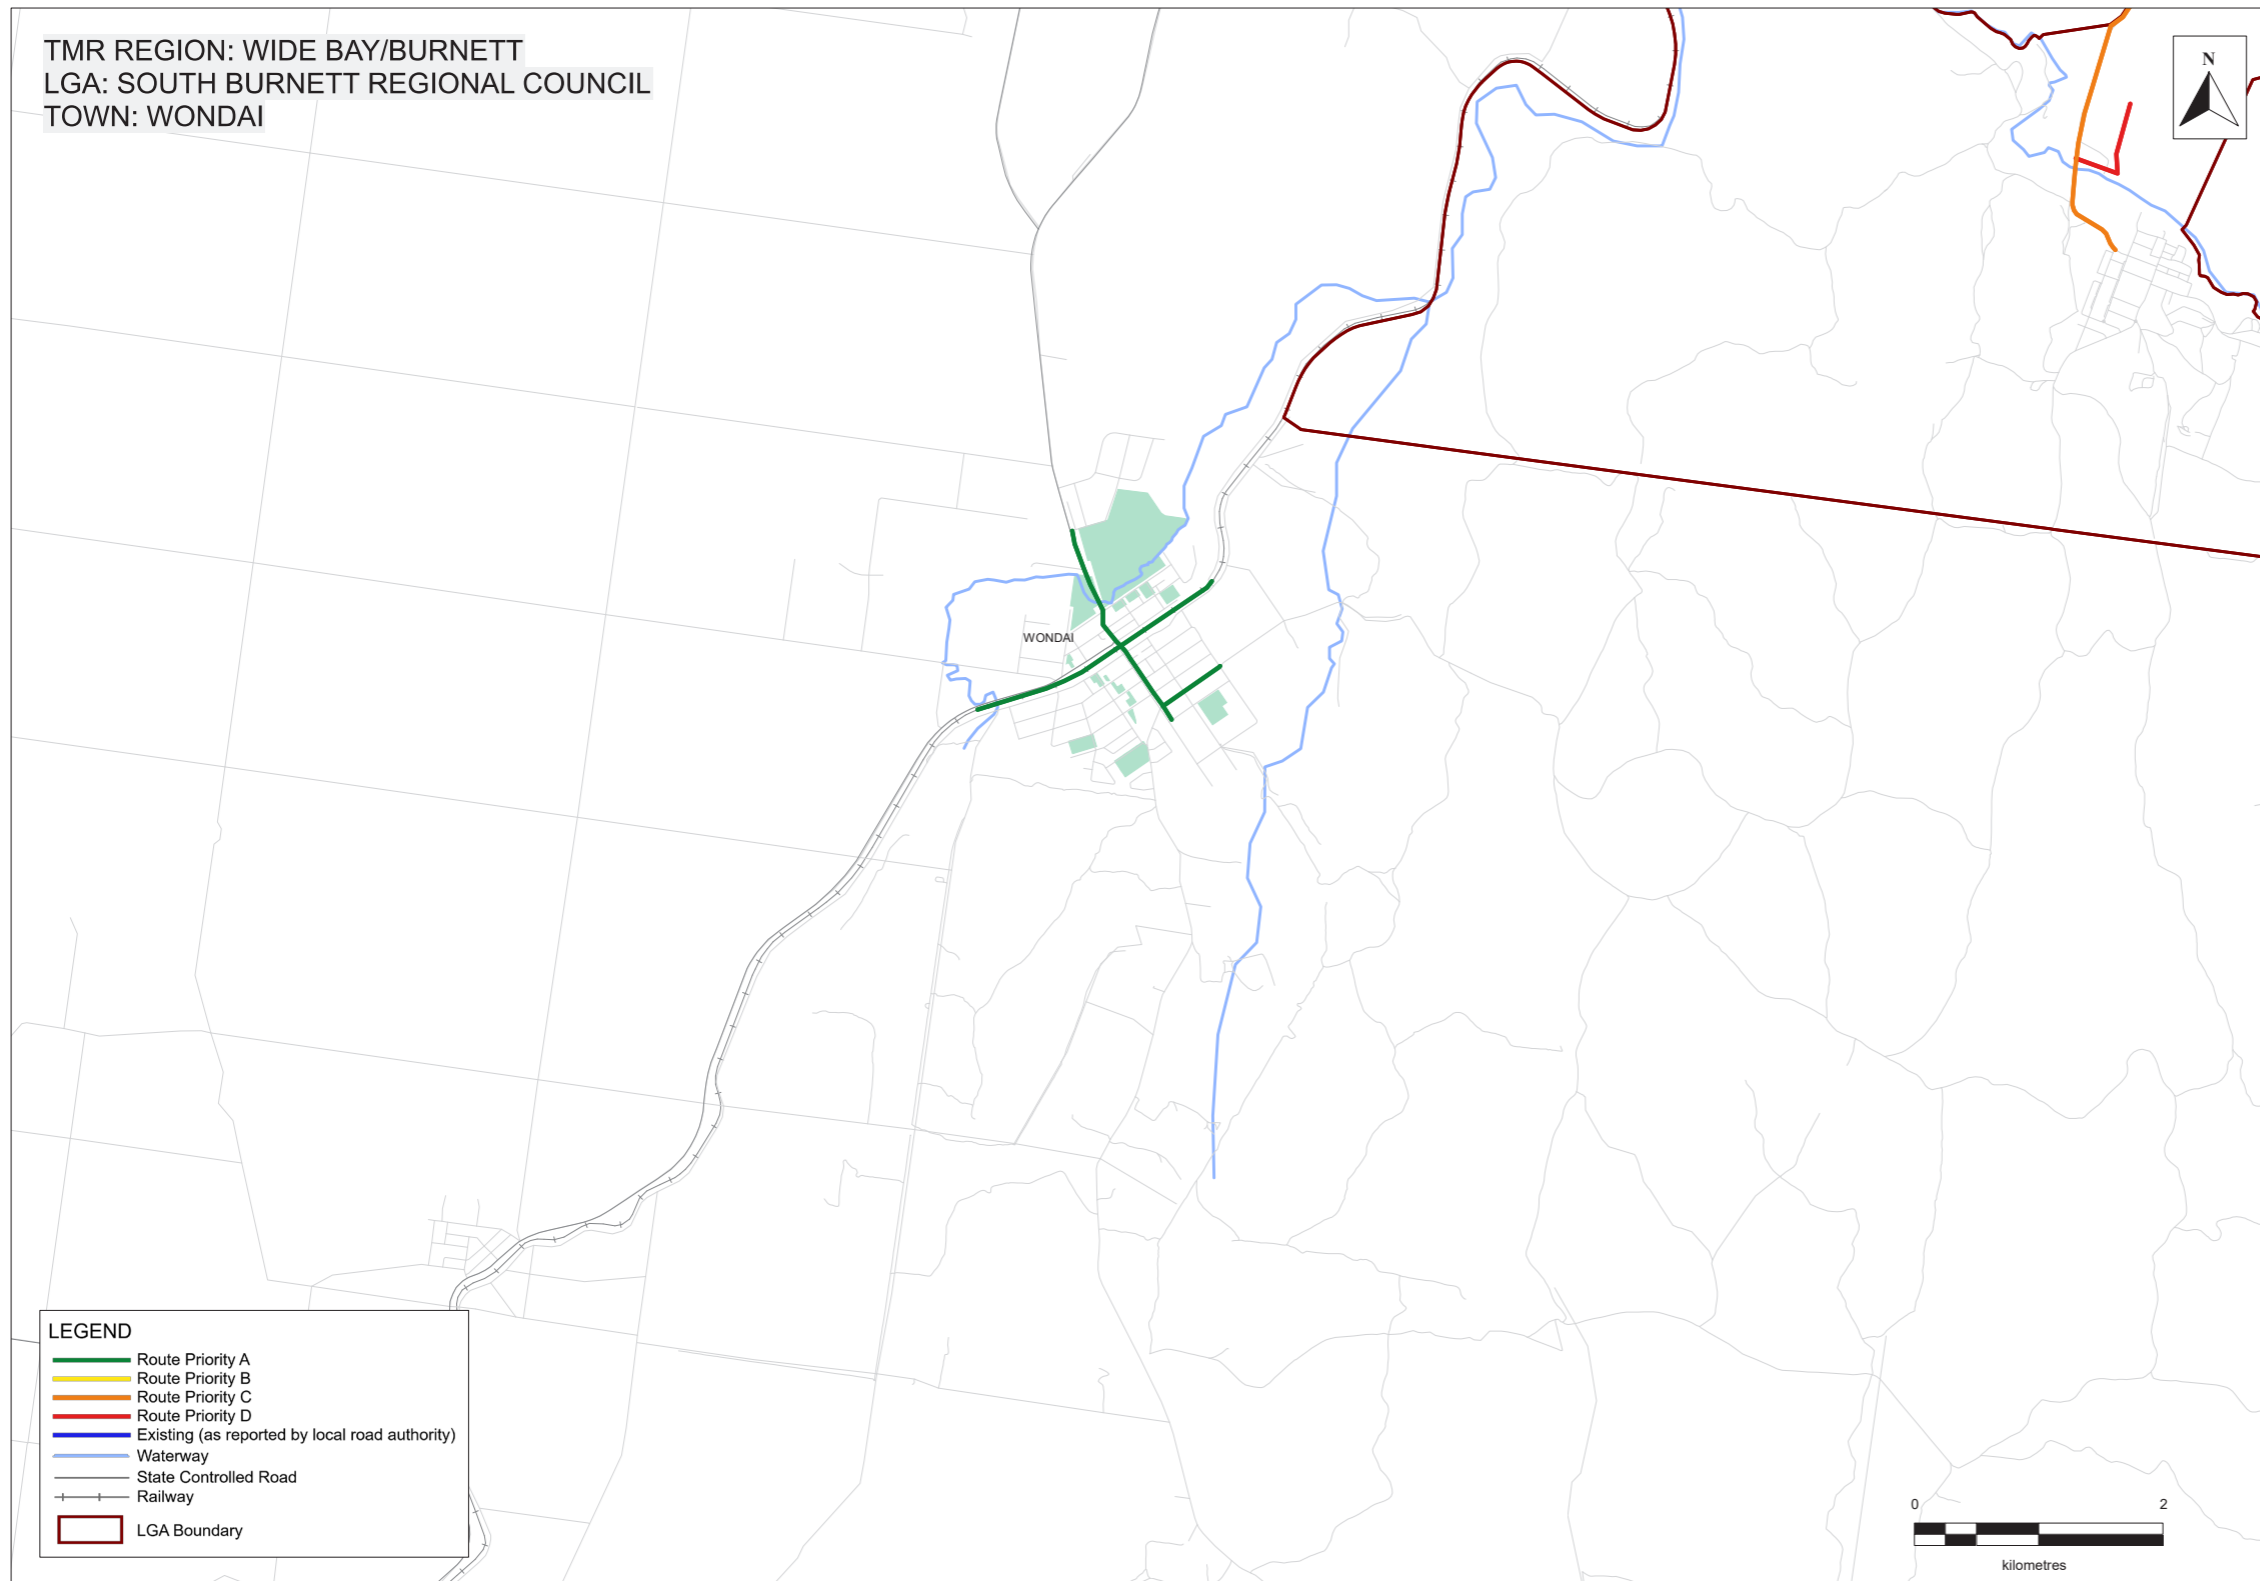 TMR REGION: WIDE BAY/BURNETT
LGA: SOUTH BURNETT REGIONAL COUNCIL
TOWN: WONDAI
N
WONDAI
LEGEND
Route Priority A
Route Priority B
Route Priority C
Route Priority D
Existing (as reported by local road authority)
Waterway
State Controlled Road
Railway
LGA Boundary
0 2
kilometres